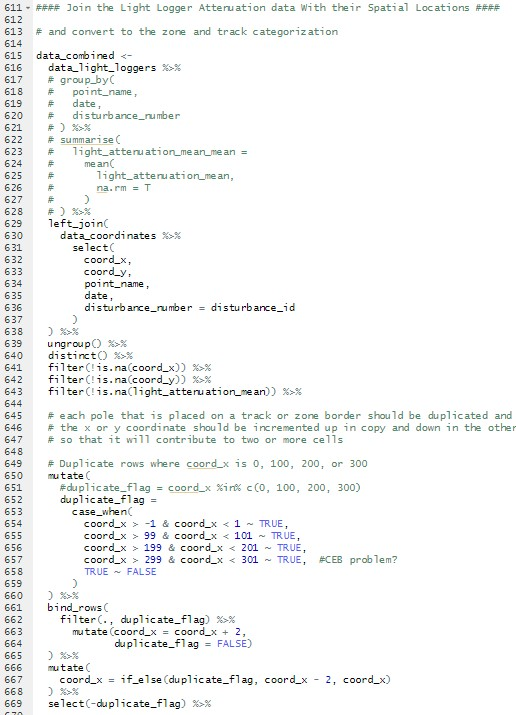 611 #### Join the Light Logger Attenuation data With their Spatial Locations ####
612
613 # and convert to the zone and track categorization
614
615 data_combined <-
616 data_light_loggers %>%
617 # group_by(
618 # point_name,
619 # date,
620 # disturbance_number
621 # ) %>%
622 # summarise(
623 # light_attenuation_mean_mean =
624 # mean(
625 # light_attenuation_mean,
626 # na.rm = T
627 # )
628 # ) %>%
629 left_join(
630 data_coordinates %>%
631 select(
632 coord_x,
633 coord_y,
634 point_name,
635 date,
636 disturbance_number = disturbance_id
637 )
638 ) %>%
639 ungroup() %>%
640 distinct() %>%
641 filter(!is.na(coord_x)) %>%
642 filter(!is.na(coord_y)) %>%
643 filter(!is.na(light_attenuation_mean)) %>%
644
645 # each pole that is placed on a track or zone border should be duplicated and
646 # the x or y coordinate should be incremented up in copy and down in the other
647 # so that it will contribute to two or more cells
648
649 # Duplicate rows where coord_x is 0, 100, 200, or 300
650 mutate(
651 #duplicate_flag = coord_x %in% c(0, 100, 200, 300)
652 duplicate_flag =
653 case_when(
654 coord_x > -1 & coord_x < 1 ~ TRUE,
655 coord_x > 99 & coord_x < 101 ~ TRUE,
656 coord_x > 199 & coord_x < 201 ~ TRUE,
657 coord_x > 299 & coord_x < 301 ~ TRUE, #CEB problem?
658 TRUE ~ FALSE
659 )
660 ) %>%
661 bind_rows(
662 filter(., duplicate_flag) %>%
663 mutate(coord_x = coord_x + 2,
664 duplicate_flag = FALSE)
665 ) %>%
666 mutate(
667 coord_x = if_else(duplicate_flag, coord_x - 2, coord_x)
668 ) %>%
669 select(-duplicate_flag) %>%